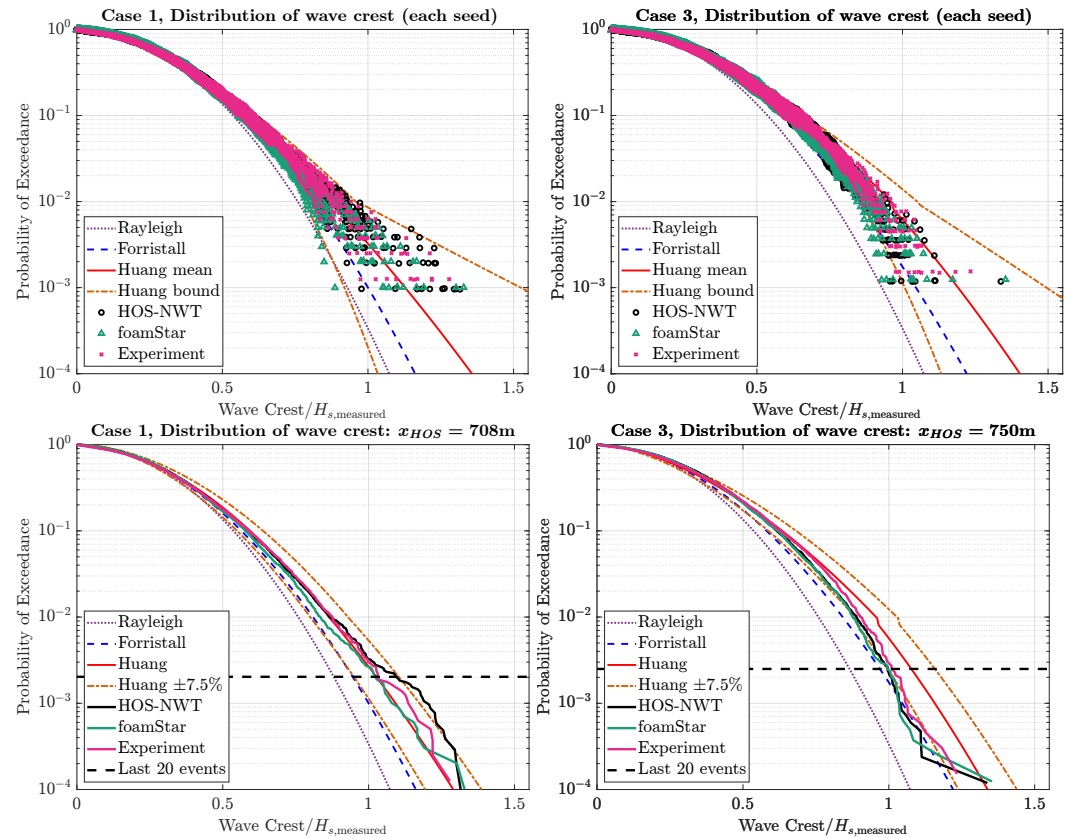 Case 1, Distribution of wave crest (each seed)
Probability of Exceedance
10^0
10^-1
10^-2
10^-3
10^-4
Rayleigh
Forristall
Huang mean
Huang bound
HOS-NWT
foamStar
Experiment
0 0.5 1 1.5
Wave Crest/H_s,measured
Case 3, Distribution of wave crest (each seed)
Probability of Exceedance
10^0
10^-1
10^-2
10^-3
10^-4
Rayleigh
Forristall
Huang mean
Huang bound
HOS-NWT
foamStar
Experiment
0 0.5 1 1.5
Wave Crest/H_s,measured
Case 1, Distribution of wave crest: x_HOS = 708m
Probability of Exceedance
10^0
10^-1
10^-2
10^-3
10^-4
Rayleigh
Forristall
Huang
Huang ±7.5%
HOS-NWT
foamStar
Experiment
Last 20 events
0 0.5 1 1.5
Wave Crest/H_s,measured
Case 3, Distribution of wave crest: x_HOS = 750m
Probability of Exceedance
10^0
10^-1
10^-2
10^-3
10^-4
Rayleigh
Forristall
Huang
Huang ±7.5%
HOS-NWT
foamStar
Experiment
Last 20 events
0 0.5 1 1.5
Wave Crest/H_s,measured